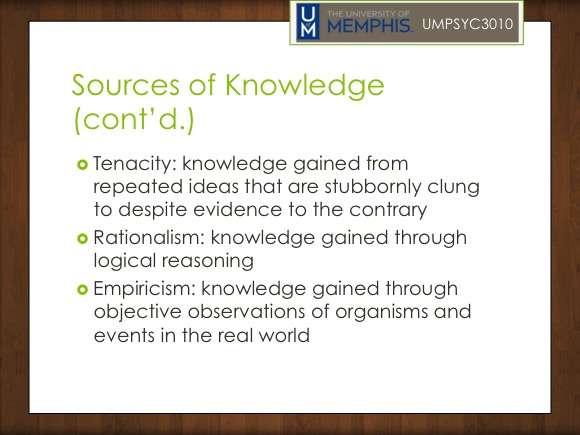 UM
THE UNIVERSITY OF
MEMPHIS.
UMPSYC3010
Sources of Knowledge
(cont’d.)
Tenacity: knowledge gained from
repeated ideas that are stubbornly clung
to despite evidence to the contrary
Rationalism: knowledge gained through
logical reasoning
Empiricism: knowledge gained through
objective observations of organisms and
events in the real world